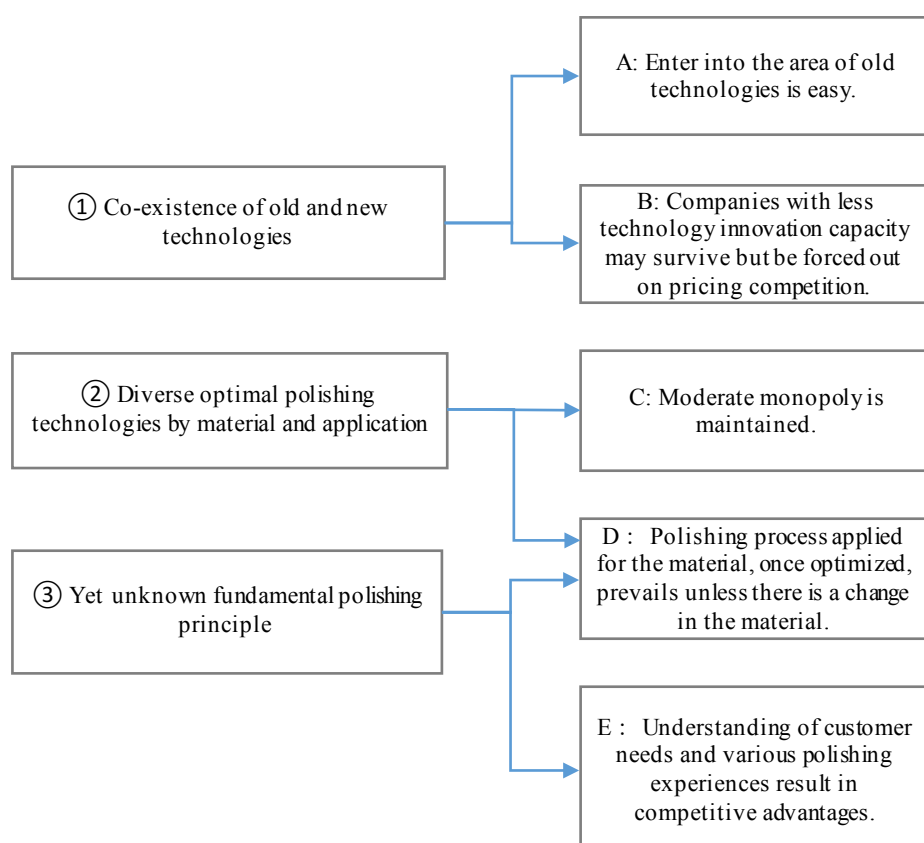 A: Enter into the area of old
technologies is easy.
① Co-existence of old and new
technologies
B: Companies with less
technology innovation capacity
may survive but be forced out
on pricing competition.
② Diverse optimal polishing
technologies by material and application
C: Moderate monopoly is
maintained.
③ Yet unknown fundamental polishing
principle
D : Polishing process applied
for the material, once optimized,
prevails unless there is a change
in the material.
E : Understanding of customer
needs and various polishing
experiences result in
competitive advantages.